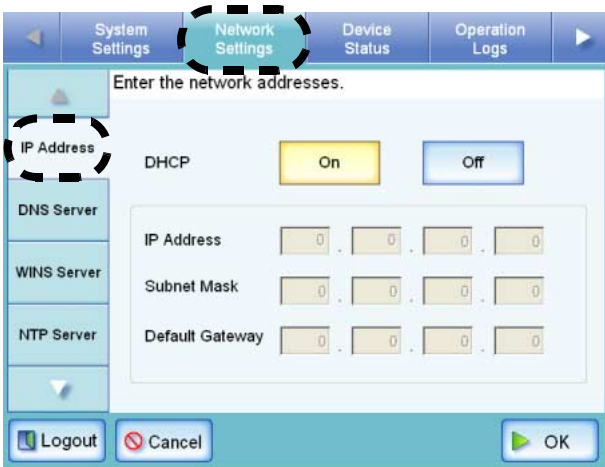 System Settings
Network Settings
Device Status
Operation Logs
Enter the network addresses.
IP Address
DNS Server
WINS Server
NTP Server
DHCP
On
Off
IP Address 0 . 0 . 0 . 0
Subnet Mask 0 . 0 . 0 . 0
Default Gateway 0 . 0 . 0 . 0
Logout
Cancel
OK